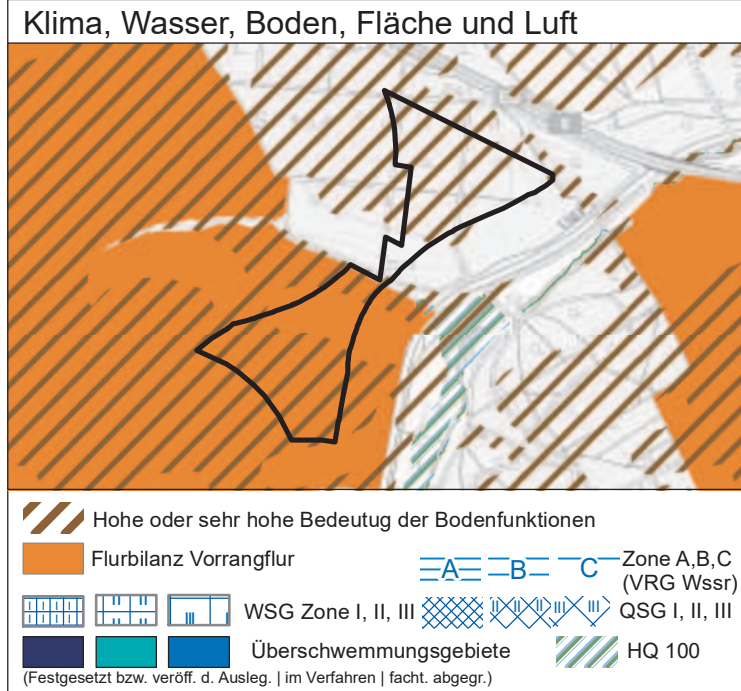 Klima, Wasser, Boden, Fläche und Luft
Hohe oder sehr hohe Bedeutug der Bodenfunktionen
Flurbilanz Vorrangflur
A B C Zone A,B,C
(VRG Wssr)
WSG Zone I, II, III QSG I, II, III
Überschwemmungsgebiete HQ 100
(Festgesetzt bzw. veröff. d. Ausleg. | im Verfahren | facht. abgegr.)